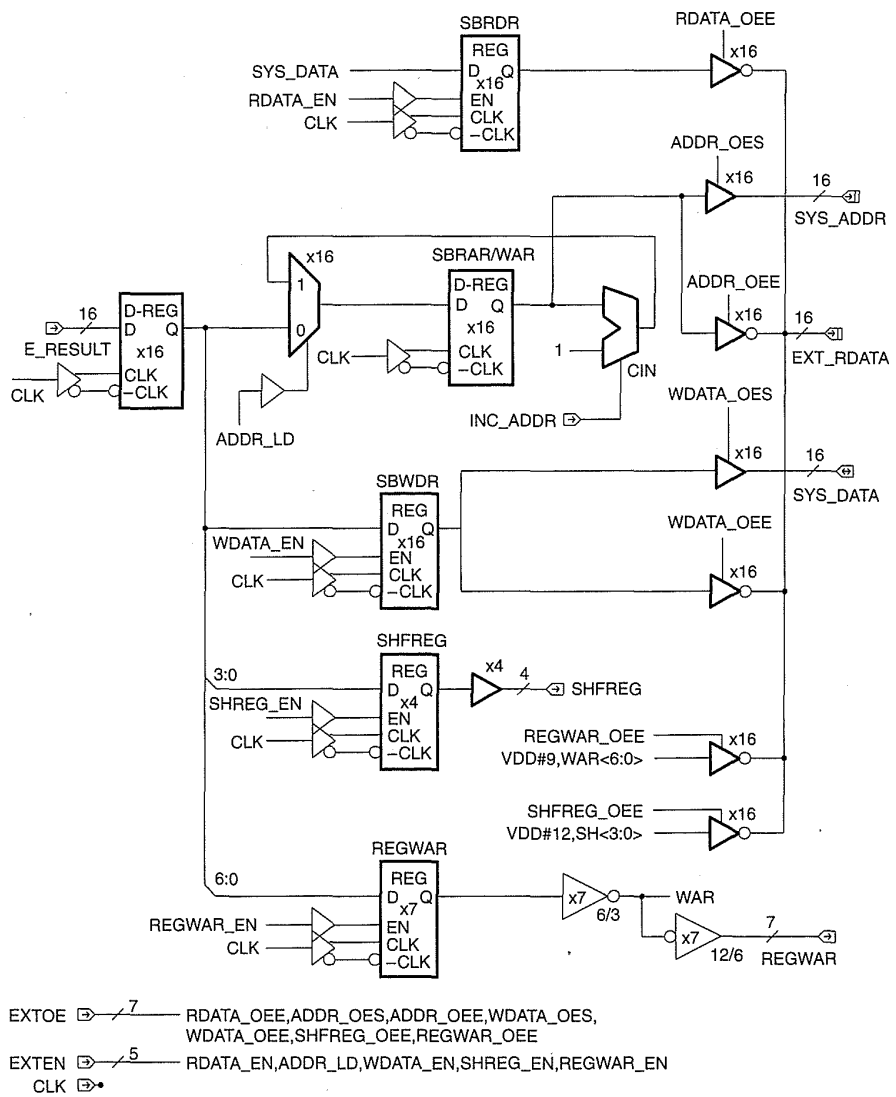 SBRDR
RDATA_OEE
REG
x16
SYS_DATA
D Q
x16
RDATA_EN
EN
CLK
CLK
–CLK
ADDR_OES
x16
16
SYS_ADDR
x16
SBRAR/WAR
ADDR_OEE
1
D-REG
x16
16
D-REG
D Q
16
D Q
0
x16
E_RESULT
x16
CLK
CLK
1
EXT_RDATA
CLK
–CLK
CIN
CLK
–CLK
WDATA_OES
INC_ADDR
ADDR_LD
x16
16
SBWDR
SYS_DATA
REG
D Q
WDATA_OEE
x16
WDATA_EN
EN
x16
CLK
CLK
–CLK
SHFREG
3:0
REG
x4
4
D Q
SHFREG
x4
SHREG_EN
EN
REGWAR_OEE
x16
CLK
CLK
VDD#9,WAR<6:0>
–CLK
SHFREG_OEE
x16
VDD#12,SH<3:0>
REGWAR
6:0
REG
D Q
x7
WAR
x7
6/3
REGWAR_EN
EN
x7
7
CLK
CLK
12/6
REGWAR
–CLK
EXTOE 7 RDATA_OEE,ADDR_OES,ADDR_OEE,WDATA_OES,
WDATA_OEE,SHFREG_OEE,REGWAR_OEE
EXTEN 5 RDATA_EN,ADDR_LD,WDATA_EN,SHREG_EN,REGWAR_EN
CLK